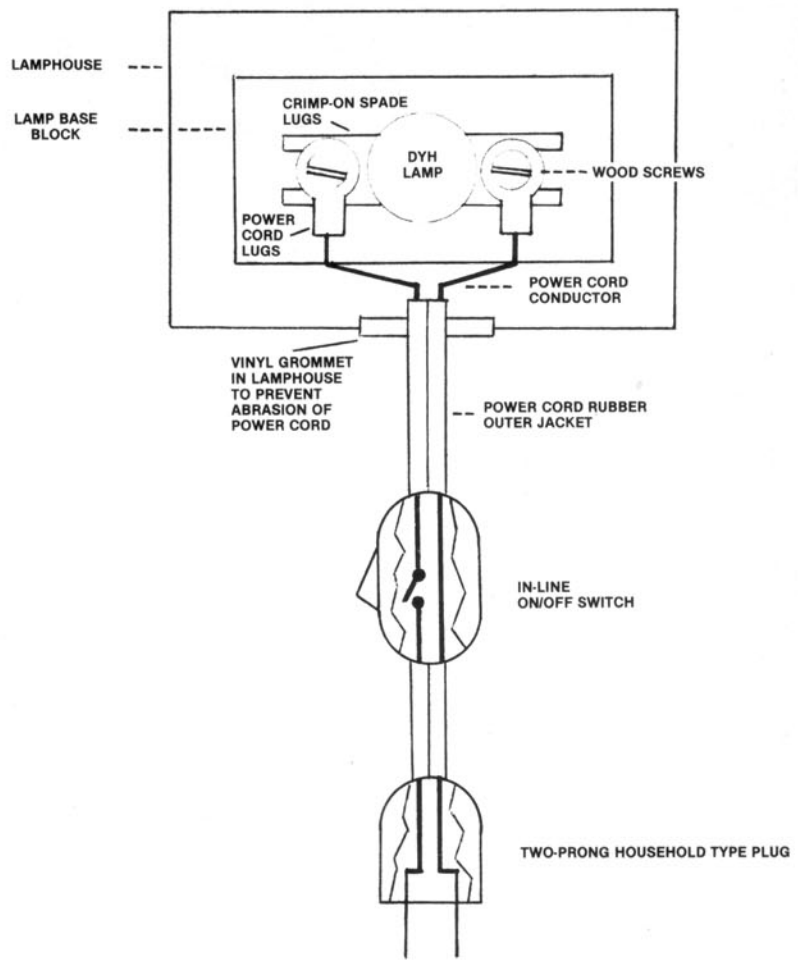 LAMPHOUSE
LAMP BASE
BLOCK
CRIMP-ON SPADE
LUGS
DYH
LAMP
WOOD SCREWS
POWER
CORD
LUGS
POWER CORD
CONDUCTOR
VINYL GROMMET
IN LAMPHOUSE
TO PREVENT
ABRASION OF
POWER CORD
POWER CORD RUBBER
OUTER JACKET
IN-LINE
ON/OFF SWITCH
TWO-PRONG HOUSEHOLD TYPE PLUG